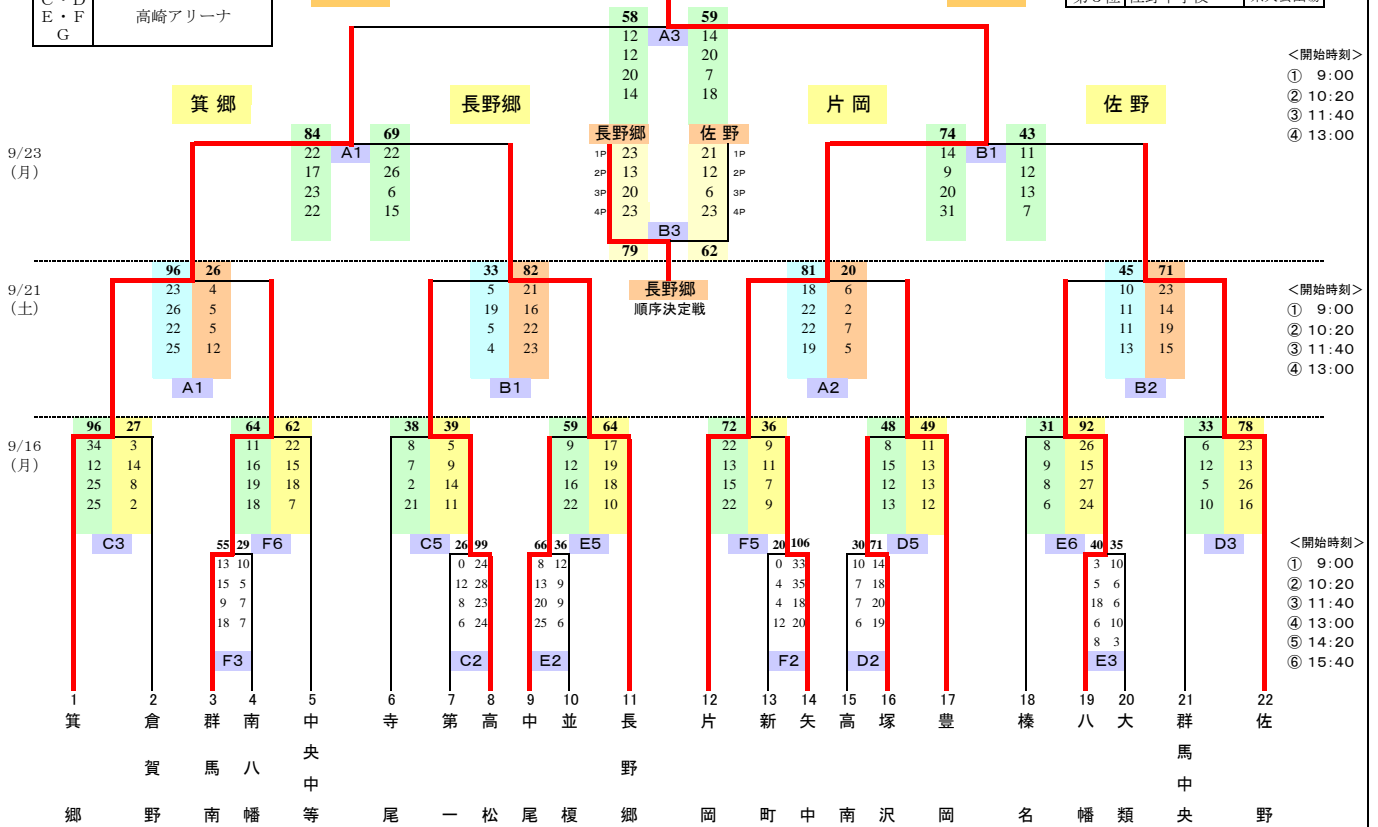 C・D
E・F
G
高崎アリーナ
58 59
A3
12 14
12 20
20 7
14 18
<開始時刻>
① 9:00
② 10:20
③ 11:40
④ 13:00
箕郷 長野郷 片岡 佐野
9/23
(月)
84 69
A1
22 22
17 26
23 6
22 15
長野郷 佐野
1P 23 21 1P
2P 13 12 2P
3P 20 6 3P
4P 23 23 4P
B3
79 62
長野郷
順序決定戦
74 43
B1
14 11
9 12
20 13
31 7
9/21
(土)
96 26
23 4
26 5
22 5
25 12
A1
33 82
5 21
19 16
5 22
4 23
B1
81 20
18 6
22 2
22 7
19 5
A2
45 71
10 23
11 14
11 19
13 15
B2
<開始時刻>
① 9:00
② 10:20
③ 11:40
④ 13:00
9/16
(月)
96 27
34 3
12 14
25 8
25 2
C3
64 62
11 22
16 15
19 18
18 7
F6
38 39
8 5
7 9
2 14
21 11
C5
59 64
9 17
12 19
16 18
22 10
E5
72 36
22 9
13 11
15 7
22 9
F5
48 49
8 11
15 13
12 13
13 12
D5
31 92
8 26
9 15
8 27
6 24
E6
33 78
6 23
12 13
5 26
10 16
D3
55 29
13 10
15 5
9 7
18 7
F3
26 99
0 24
12 28
8 23
6 24
C2
66 36
8 12
13 9
20 9
25 6
E2
20 106
0 33
4 35
4 18
12 20
F2
30 71
10 14
7 18
7 20
6 19
D2
40 35
3 10
5 6
18 6
6 10
8 3
E3
<開始時刻>
① 9:00
② 10:20
③ 11:40
④ 13:00
⑤ 14:20
⑥ 15:40
1 箕郷
2 倉賀野
3 群馬南
4 南八幡
5 中央中等
6 寺尾
7 第一
8 高松
9 中尾
10 並榎
11 長野郷
12 片岡
13 新町
14 矢中
15 高南
16 塚沢
17 豊岡
18 榛名
19 八幡
20 大類
21 群馬中央
22 佐野